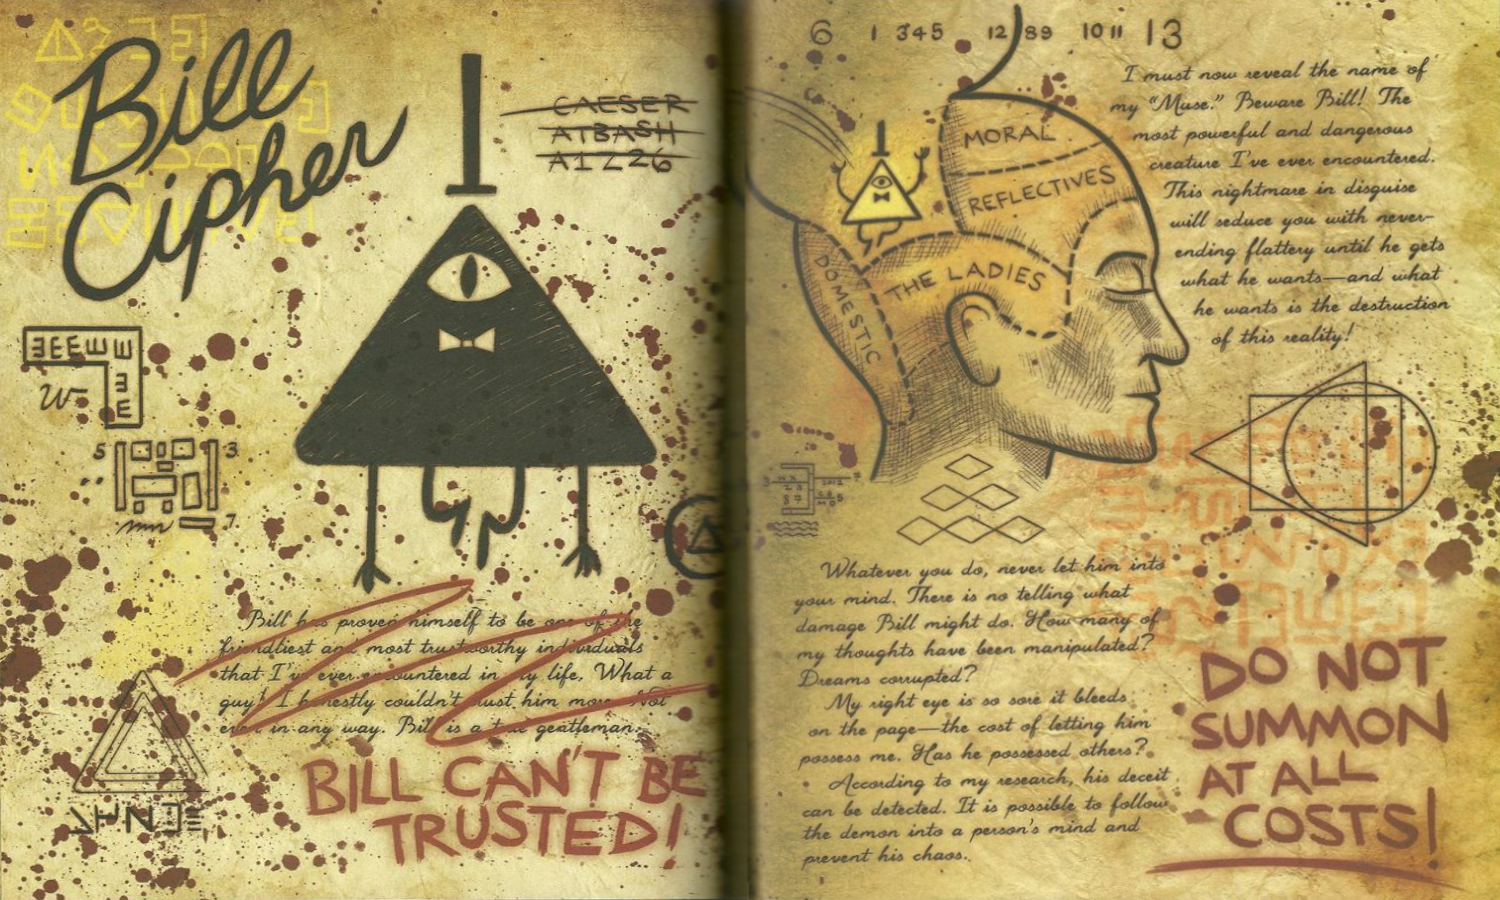 Bill
Cipher
CAESER
ATBASH
A1Z26
W
5 3
7
Bill has proven himself to be one of the
friendliest and most trustworthy individuals
that I've ever encountered in my life. What a
guy! I honestly couldn't trust him more. Not
evil in any way. Bill is a true gentleman.
BILL CAN'T BE
TRUSTED!
6 1 345 12 89 10 11 13
MORAL
REFLECTIVES
THE LADIES
DOMESTIC
I must now reveal the name of
my "Muse." Beware Bill! The
most powerful and dangerous
creature I've ever encountered.
This nightmare in disguise
will seduce you with never-
ending flattery until he gets
what he wants—and what
he wants is the destruction
of this reality!
Whatever you do, never let him into
your mind. There is no telling what
damage Bill might do. How many of
my thoughts have been manipulated?
Dreams corrupted?
My right eye is so sore it bleeds
on the page—the cost of letting him
possess me. Has he possessed others?
According to my research, his deceit
can be detected. It is possible to follow
the demon into a person's mind and
prevent his chaos.
DO NOT
SUMMON
AT ALL
COSTS!